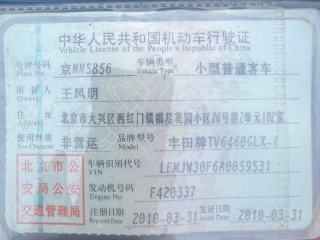 中华人民共和国机动车行驶证
Vehicle License of the People's Republic of China
号牌号码 京NNS856 车辆类型 小型普通客车
Plate No. Vehicle Type
所有人 王凤明
Owner
住址 北京市大兴区西红门镇福星花园小区26号楼2单元102室
Address
使用性质 非营运 品牌型号 丰田牌TV6460GLX-
Use Character Model
北京市公安局公安交通管理局
车辆识别代号 LFMJW30F6A0059531
VIN
发动机号码 F420337
Engine No.
注册日期 2010-03-31 发证日期 2010-03-31
Register Date Issue Date